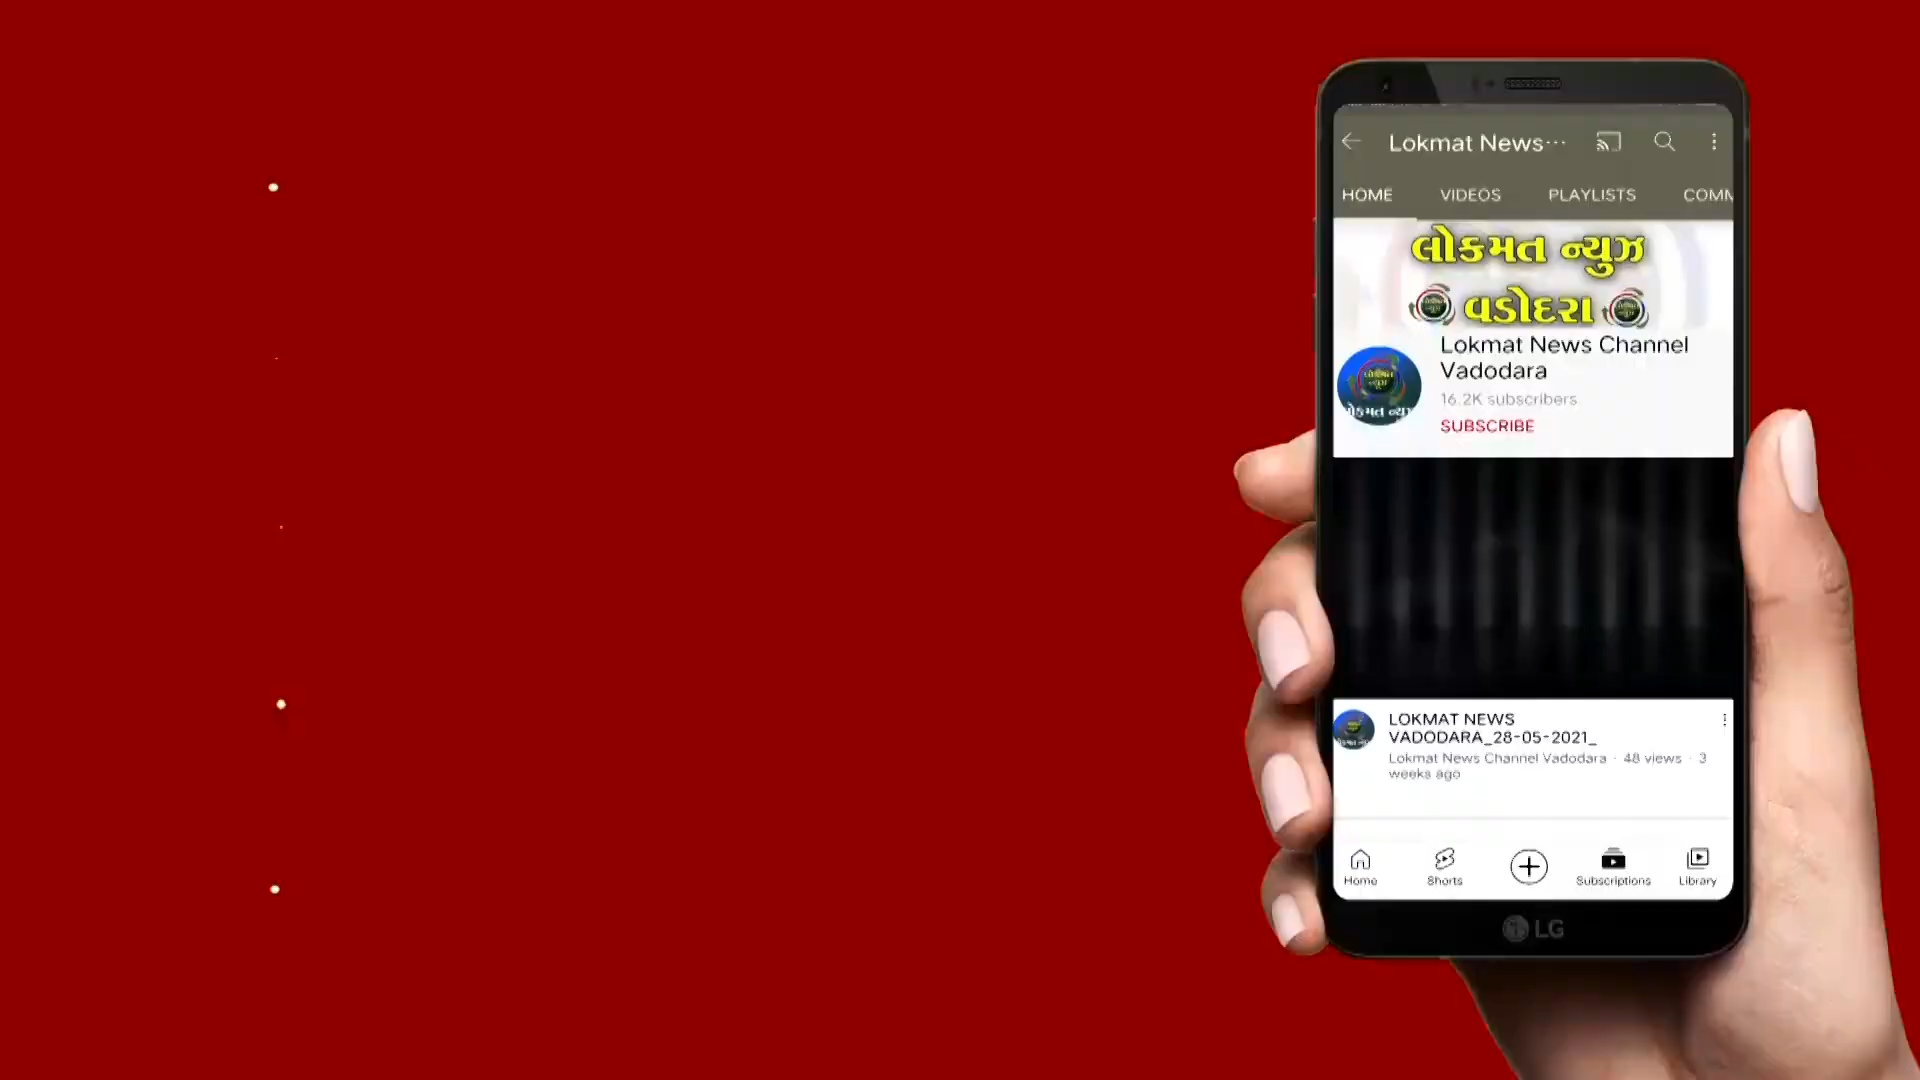 Lokmat News···
HOME VIDEOS PLAYLISTS COMM
લોકમત ન્યુઝ
વડોદરા
Lokmat News Channel
Vadodara
16.2K subscribers
SUBSCRIBE
LOKMAT NEWS
VADODARA_28-05-2021_
Lokmat News Channel Vadodara · 48 views · 3
weeks ago
Home Shorts Subscriptions Library
LG